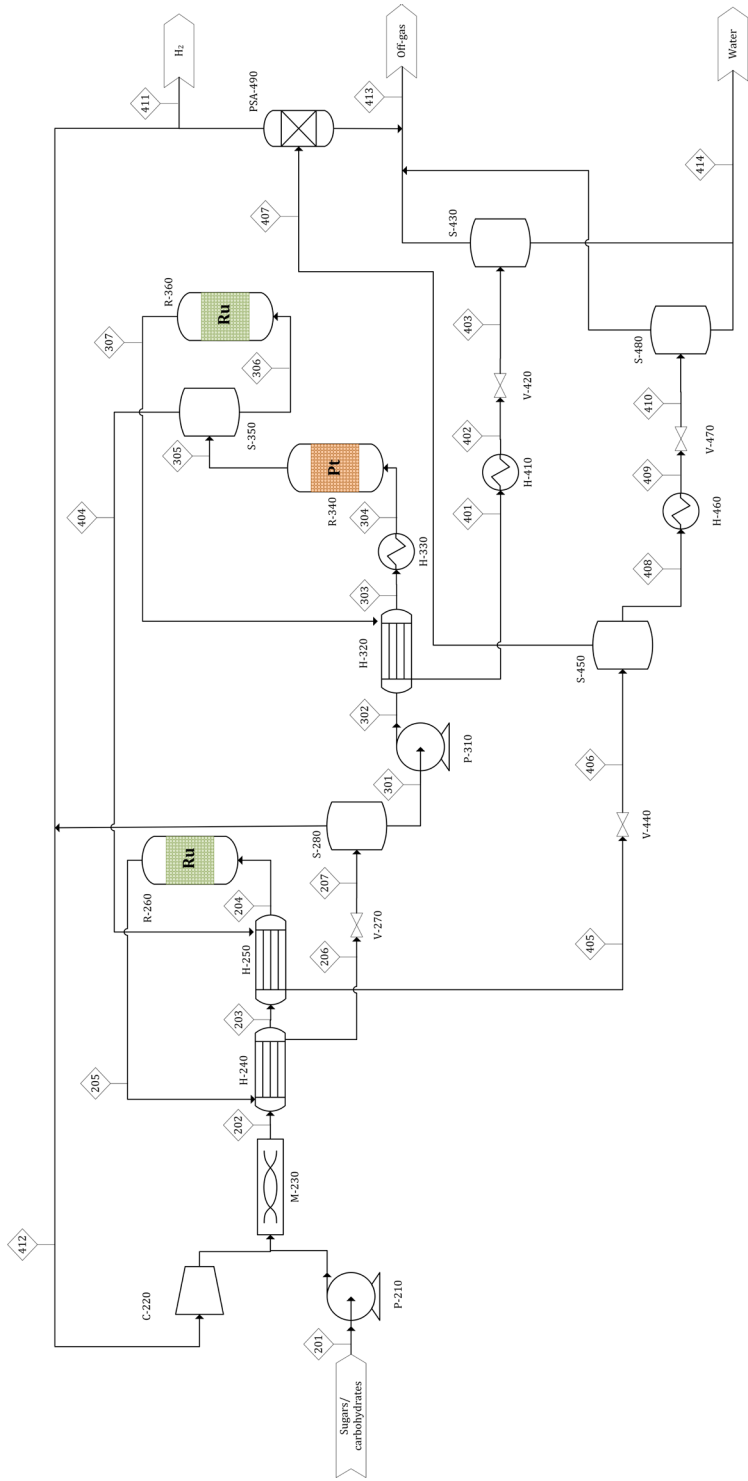 412
404
205
307
411
C-220
R-260
R-360
305
H₂
Ru
Ru
202
203
204
H-240
H-250
S-350
306
PSA-490
407
M-230
201
206
207
V-270
S-280
R-340
Pt
Sugars/
carbohydrates
P-210
302
H-320
303
304
413
301
H-330
Off-gas
P-310
S-430
401
402
403
H-410
V-420
405
406
S-450
V-440
408
409
410
S-480
414
H-460
V-470
Water